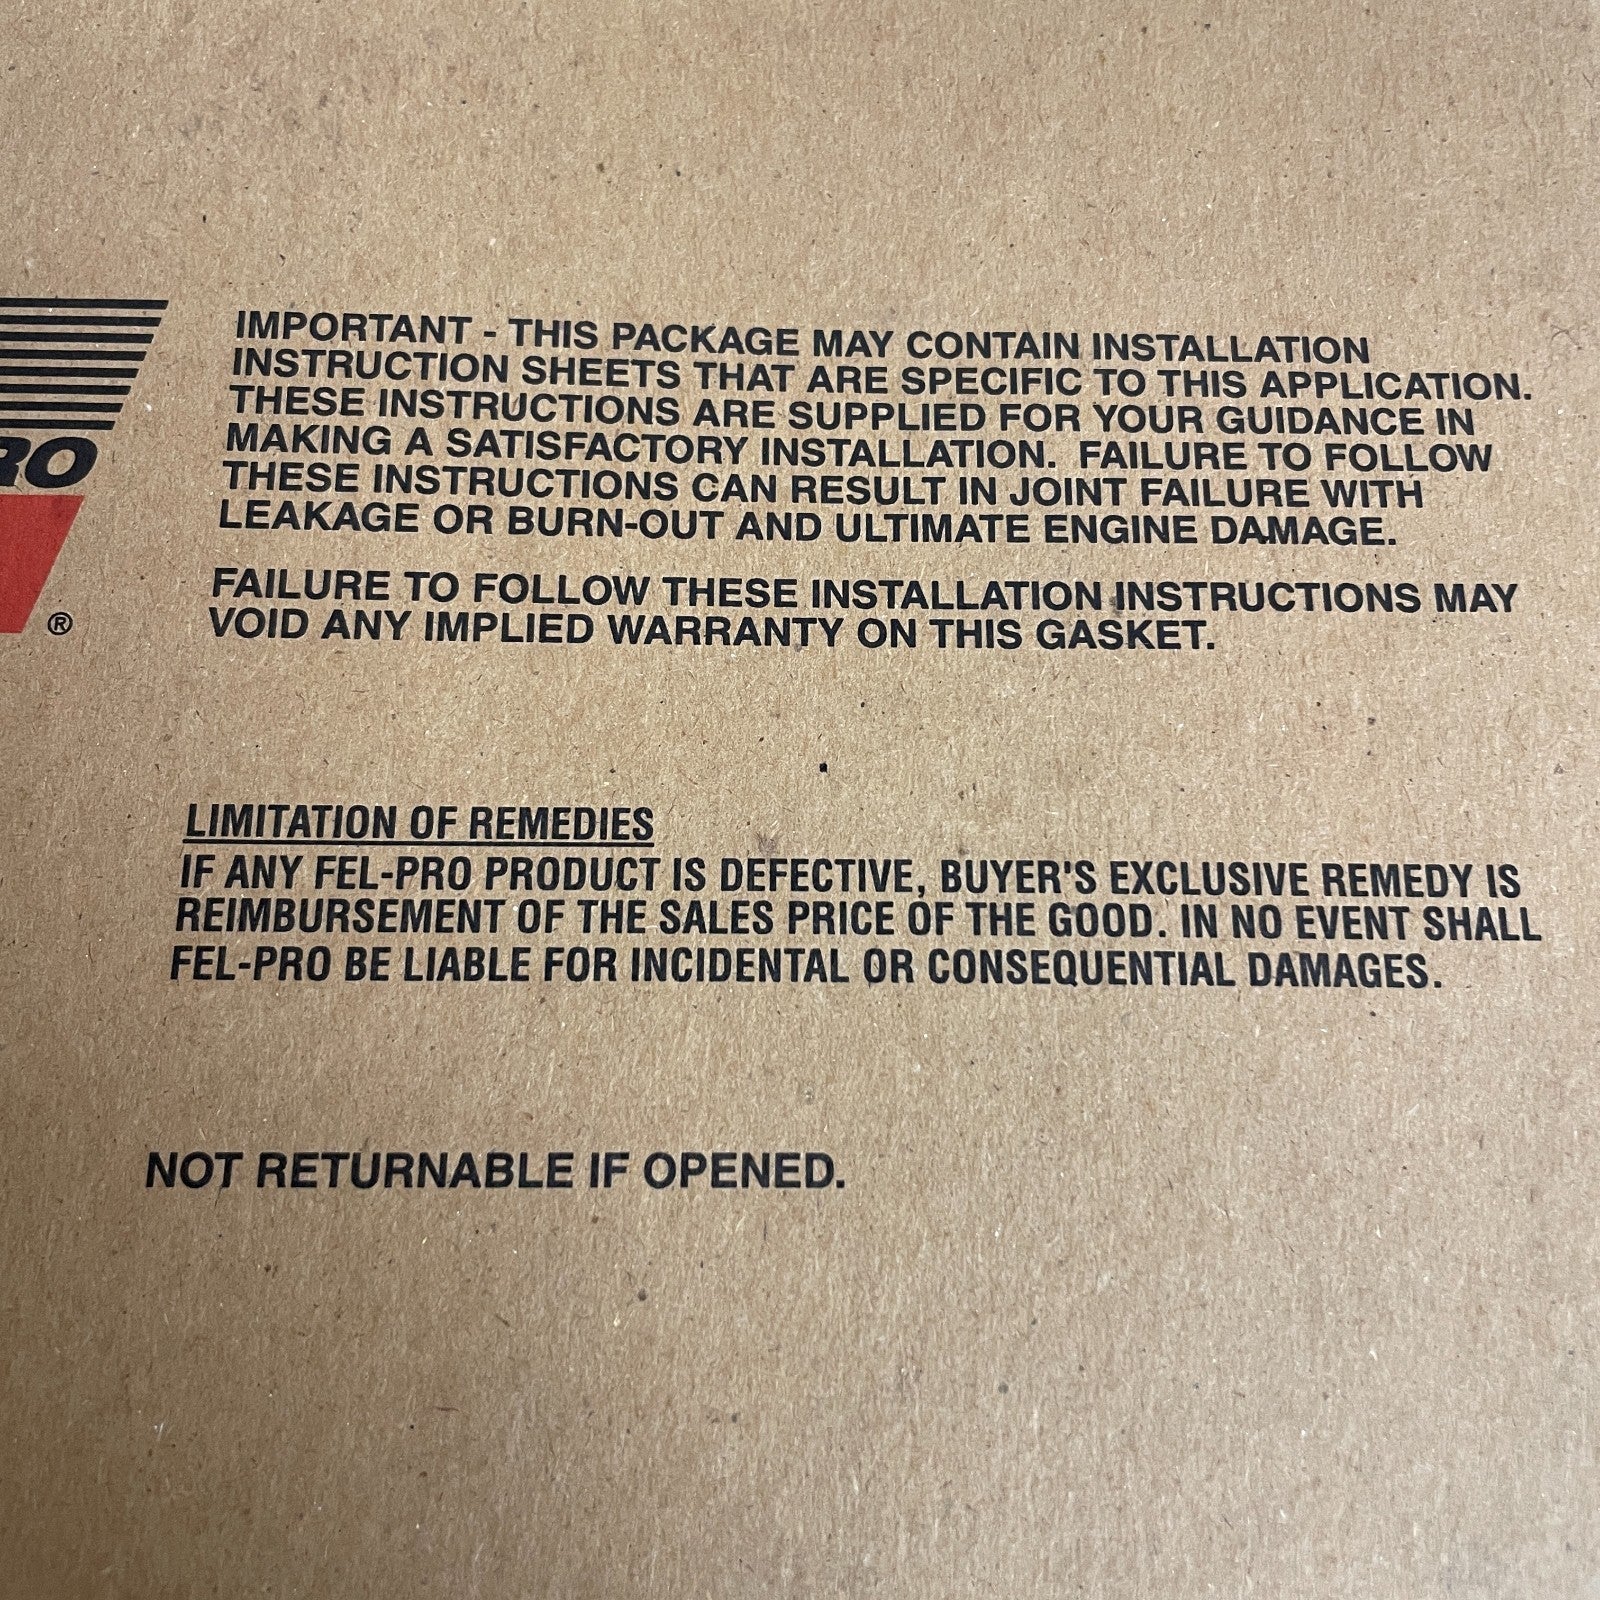 RO
®
IMPORTANT - THIS PACKAGE MAY CONTAIN INSTALLATION
INSTRUCTION SHEETS THAT ARE SPECIFIC TO THIS APPLICATION.
THESE INSTRUCTIONS ARE SUPPLIED FOR YOUR GUIDANCE IN
MAKING A SATISFACTORY INSTALLATION. FAILURE TO FOLLOW
THESE INSTRUCTIONS CAN RESULT IN JOINT FAILURE WITH
LEAKAGE OR BURN-OUT AND ULTIMATE ENGINE DAMAGE.
FAILURE TO FOLLOW THESE INSTALLATION INSTRUCTIONS MAY
VOID ANY IMPLIED WARRANTY ON THIS GASKET.
LIMITATION OF REMEDIES
IF ANY FEL-PRO PRODUCT IS DEFECTIVE, BUYER'S EXCLUSIVE REMEDY IS
REIMBURSEMENT OF THE SALES PRICE OF THE GOOD. IN NO EVENT SHALL
FEL-PRO BE LIABLE FOR INCIDENTAL OR CONSEQUENTIAL DAMAGES.
NOT RETURNABLE IF OPENED.